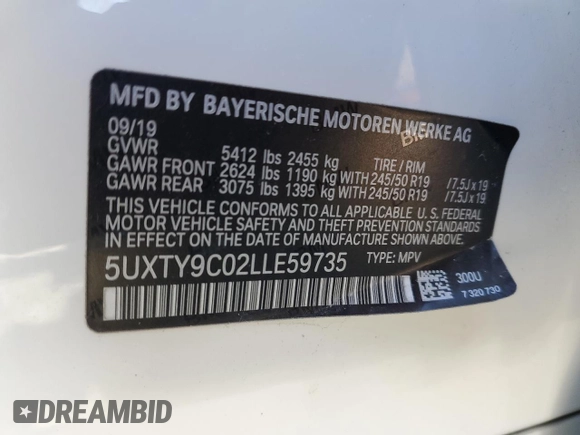 MFD BY BAYERISCHE MOTOREN WERKE AG
09/19
GVWR 5412 lbs 2455 kg TIRE / RIM
GAWR FRONT 2624 lbs 1190 kg WITH 245/50 R19 /7.5J x 19
GAWR REAR 3075 lbs 1395 kg WITH 245/50 R19 /7.5J x 19
THIS VEHICLE CONFORMS TO ALL APPLICABLE U. S. FEDERAL
MOTOR VEHICLE SAFETY AND THEFT PREVENTION STANDARDS
IN EFFECT ON THE DATE OF MANUFACTURE SHOWN ABOVE.
5UXTY9C02LLE59735 TYPE: MPV
300U
7 320 730
DREAMBID